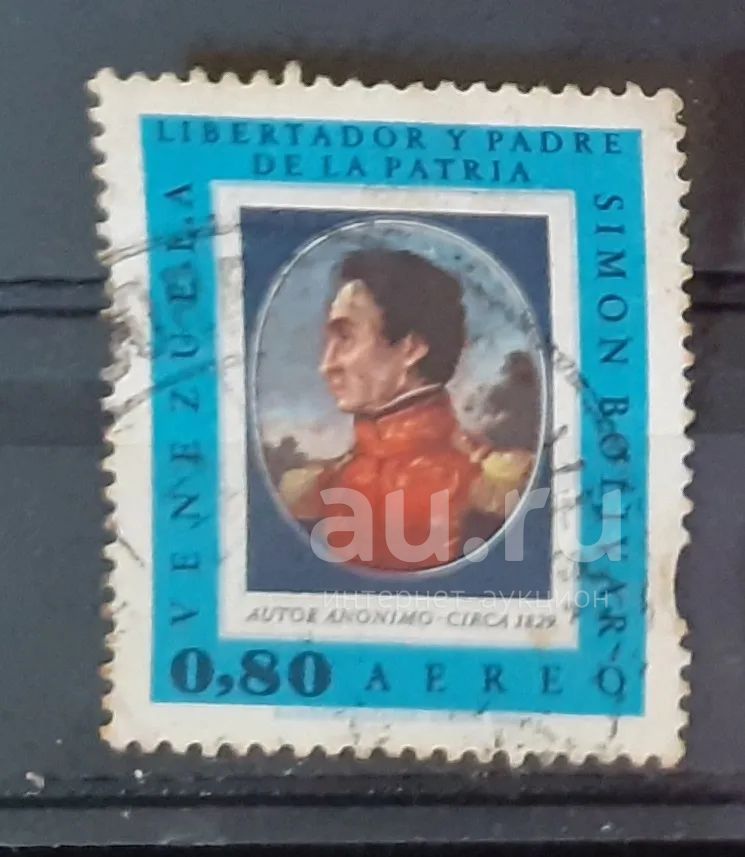 LIBERTADOR Y PADRE
DE LA PATRIA
VENEZUELA
SIMON BOLIVAR
AUTOR ANONIMO-CIRCA 1829
0,80 AEREO
au.ru
интернет-аукцион